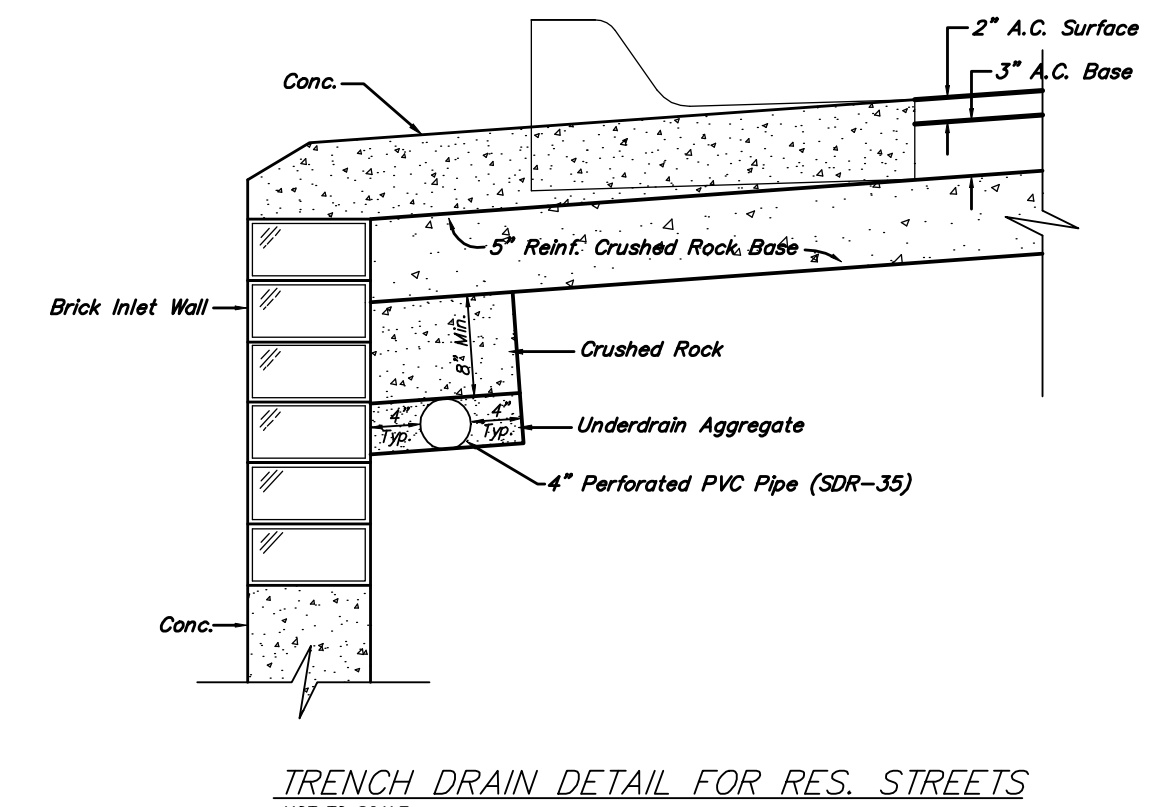 2" A.C. Surface
3" A.C. Base
Conc.
5" Reinf. Crushed Rock Base
Brick Inlet Wall
8" Min.
Crushed Rock
4"
Typ.
4"
Typ.
Underdrain Aggregate
4" Perforated PVC Pipe (SDR-35)
Conc.
TRENCH DRAIN DETAIL FOR RES. STREETS